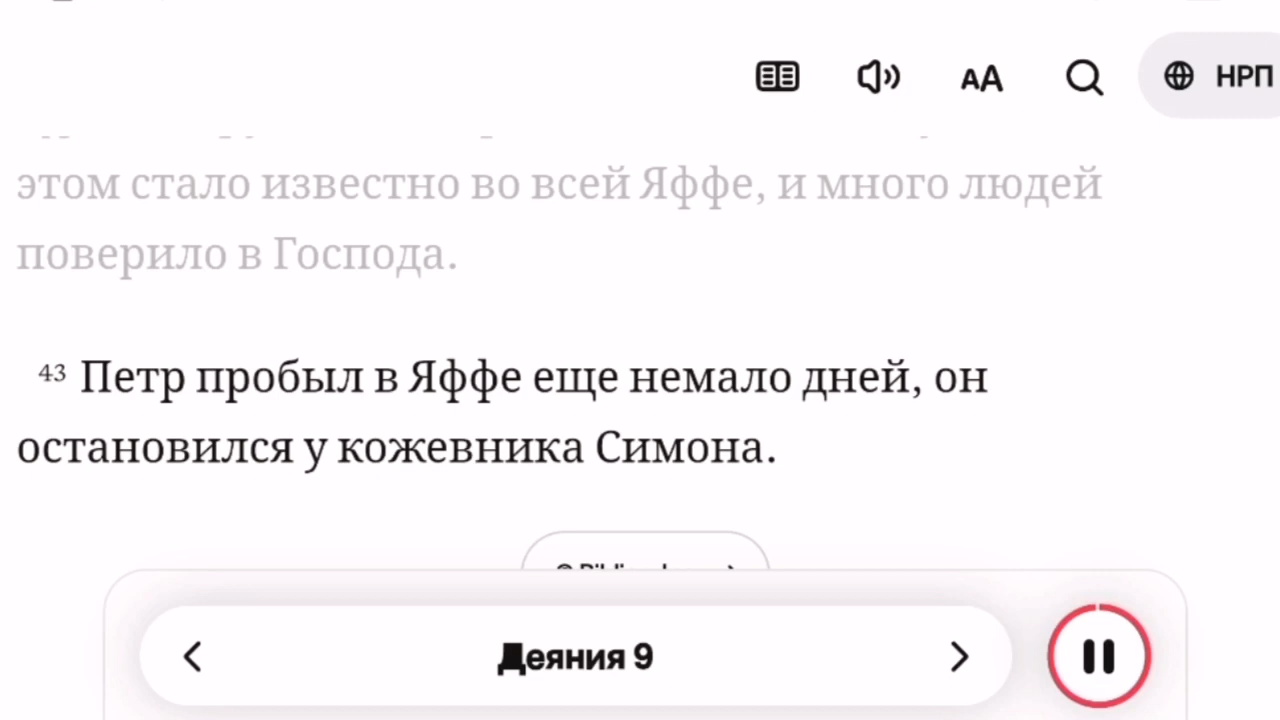 AA
НРП
этом стало известно во всей Яффе, и много людей
поверило в Господа.
43 Петр пробыл в Яффе еще немало дней, он
остановился у кожевника Симона.
Деяния 9